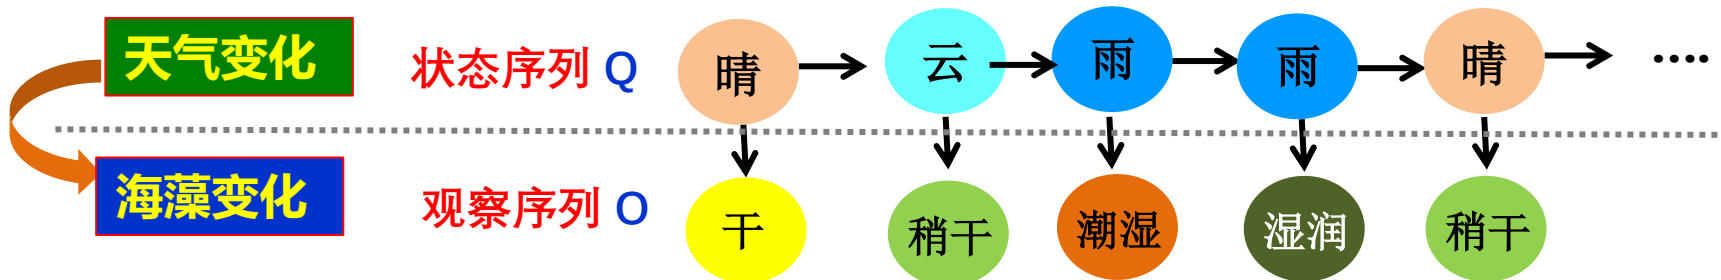 天气变化 状态序列 Q 晴 云 雨 雨 晴 ····
海藻变化 观察序列 O 干 稍干 潮湿 湿润 稍干